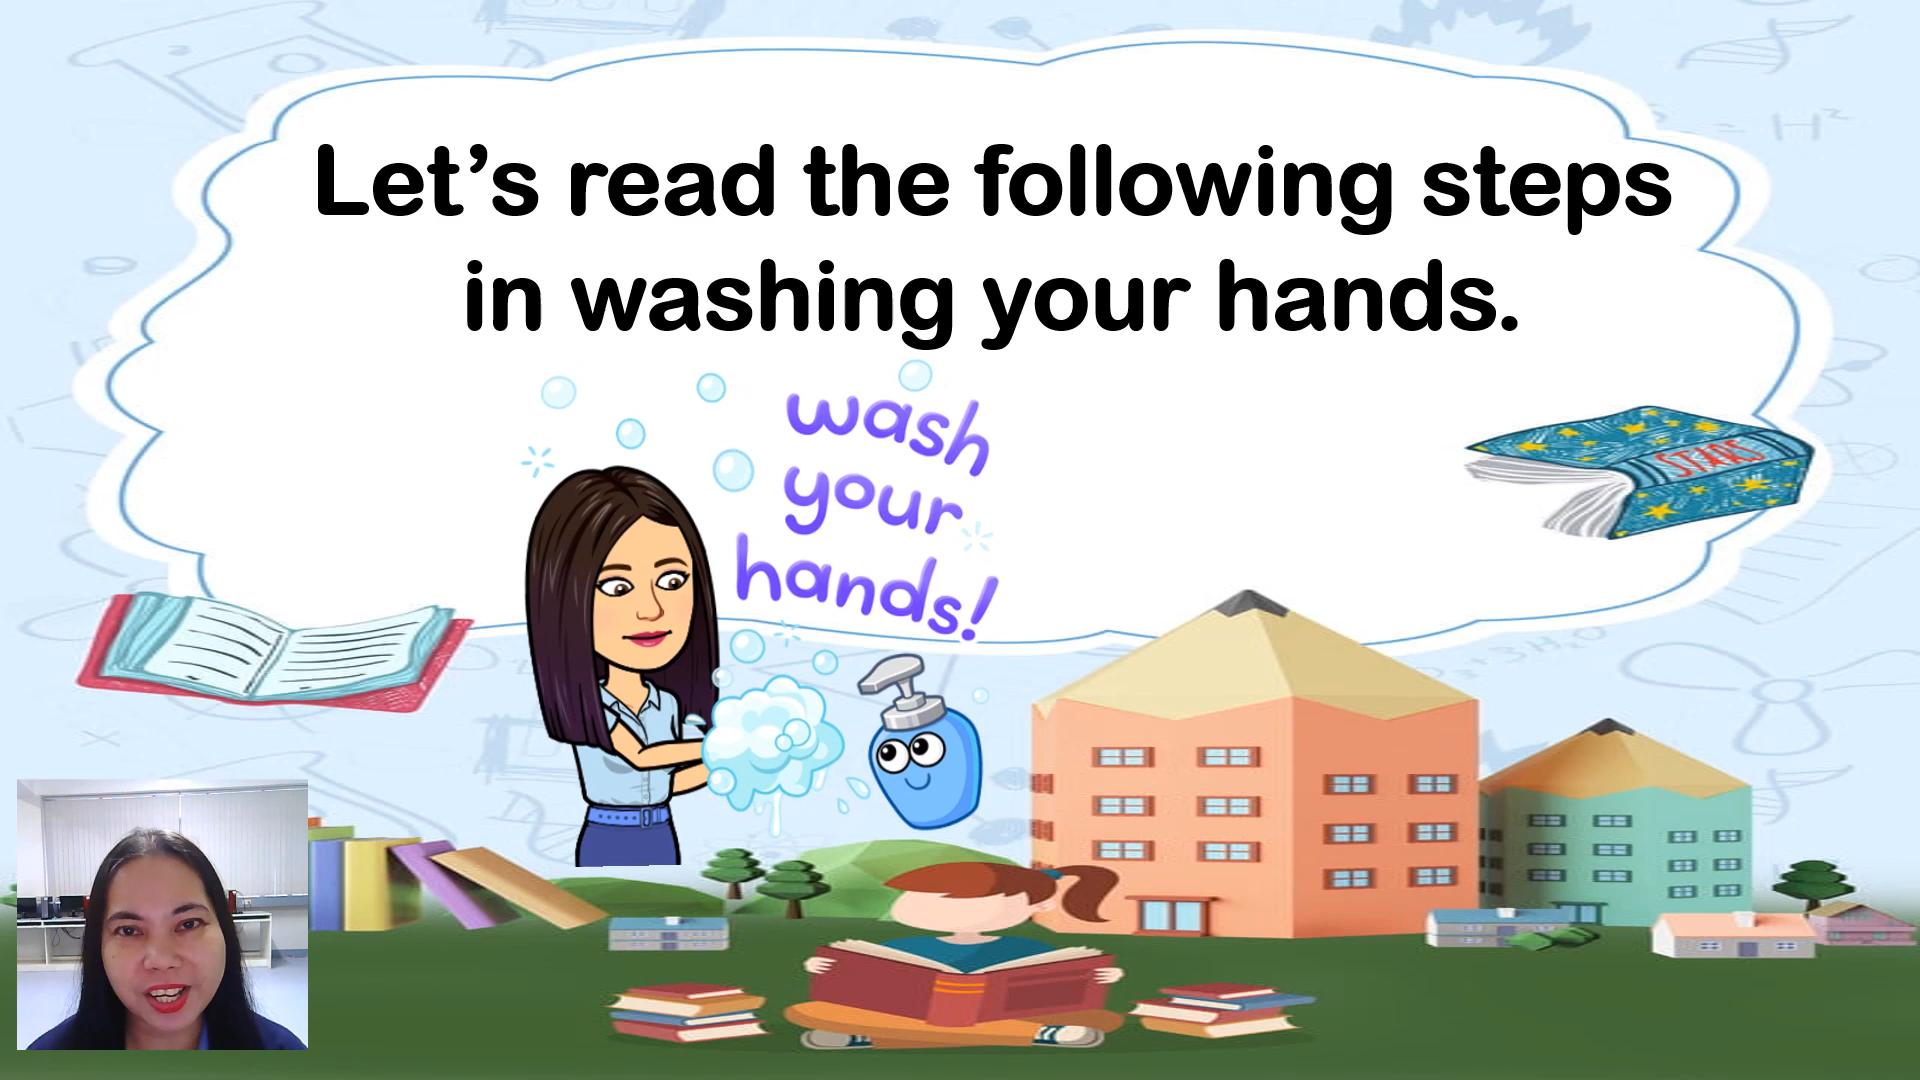 Let’s read the following steps
in washing your hands.
wash
your
hands!
STARS